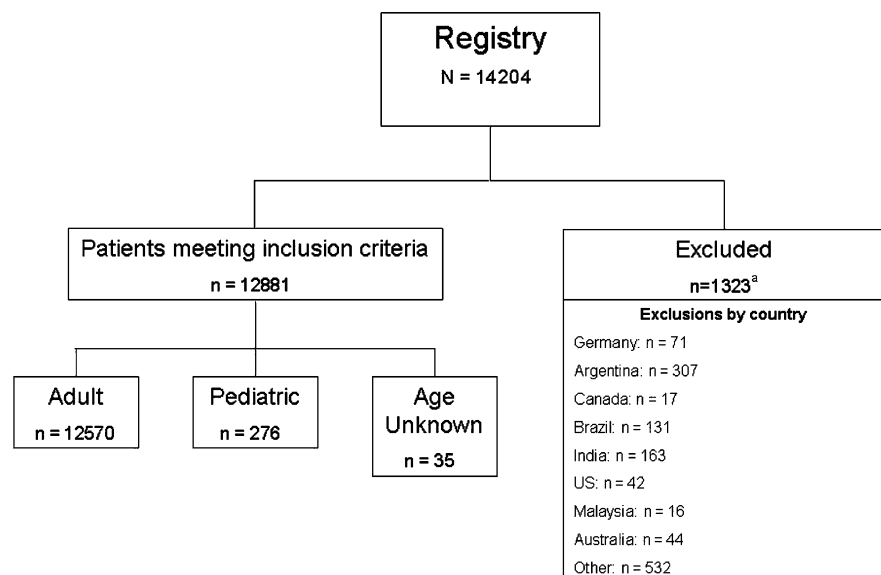 Registry
N = 14204
Patients meeting inclusion criteria
n = 12881
Excluded
n=1323a
Exclusions by country
Germany: n = 71
Argentina: n = 307
Canada: n = 17
Brazil: n = 131
India: n = 163
US: n = 42
Malaysia: n = 16
Australia: n = 44
Other: n = 532
Adult
n = 12570
Pediatric
n = 276
Age
Unknown
n = 35